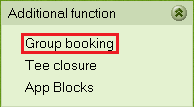 Additional function
Group booking
Tee closure
App Blocks